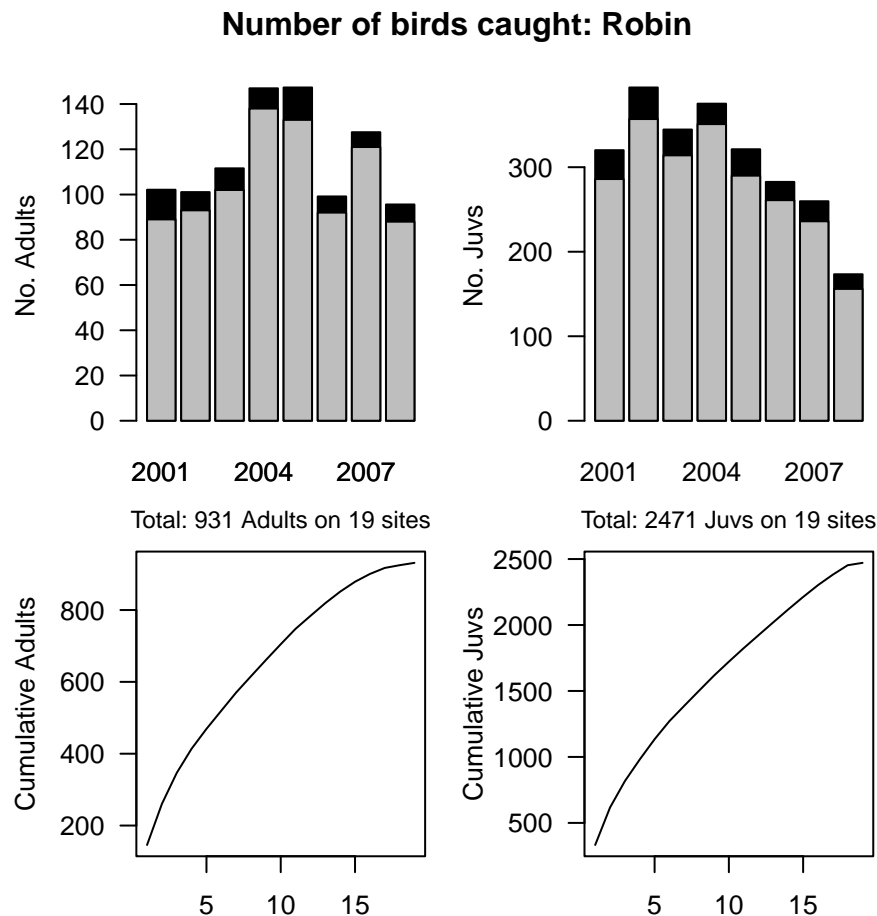 Number of birds caught: Robin
No. Adults
140
120
100
80
60
40
20
0
2001 2004 2007
No. Juvs
300
200
100
0
2001 2004 2007
Total: 931 Adults on 19 sites
Cumulative Adults
800
600
400
200
5 10 15
Total: 2471 Juvs on 19 sites
Cumulative Juvs
2500
2000
1500
1000
500
5 10 15